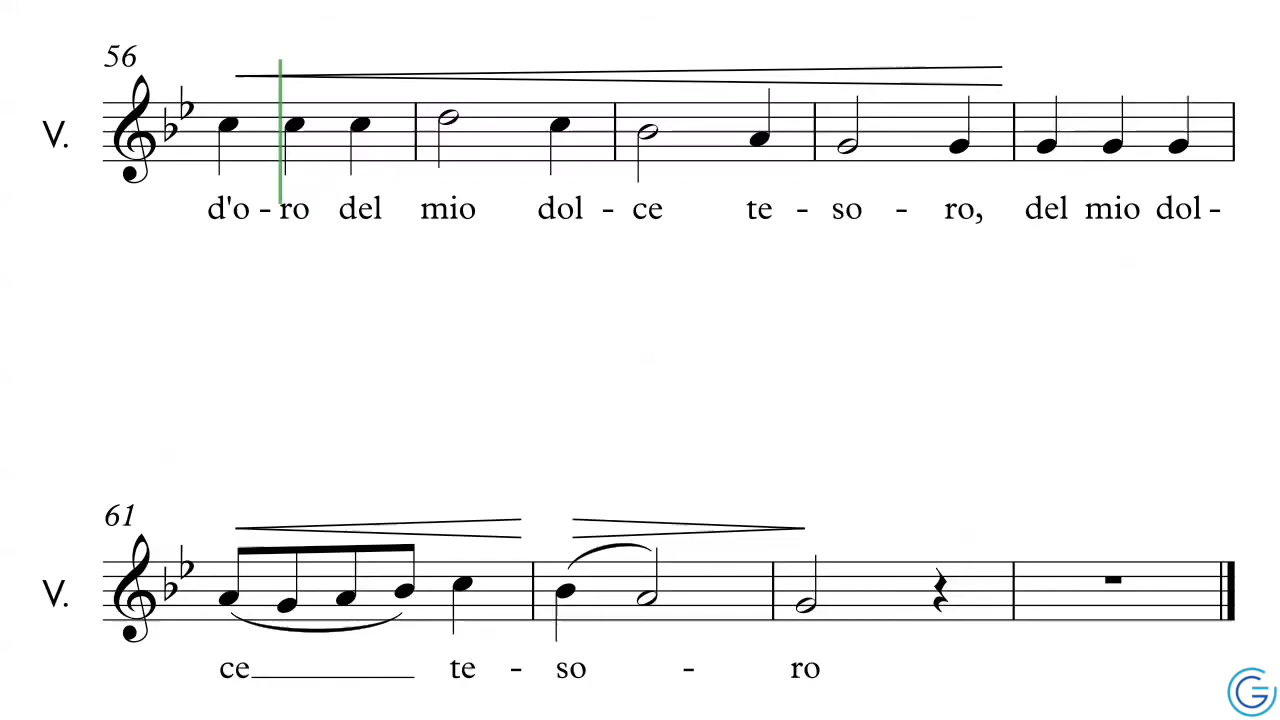 56
V.
d'o - ro del mio dol - ce te - so - ro, del mio dol -
61
V.
ce te - so - ro
G